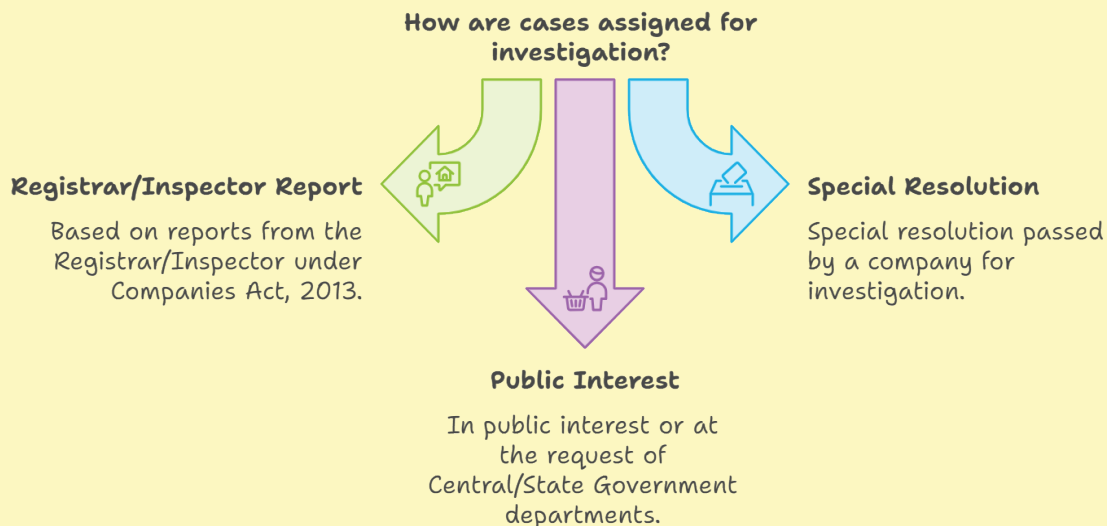 How are cases assigned for
investigation?
Registrar/Inspector Report
Based on reports from the
Registrar/Inspector under
Companies Act, 2013.
Special Resolution
Special resolution passed
by a company for
investigation.
Public Interest
In public interest or at
the request of
Central/State Government
departments.